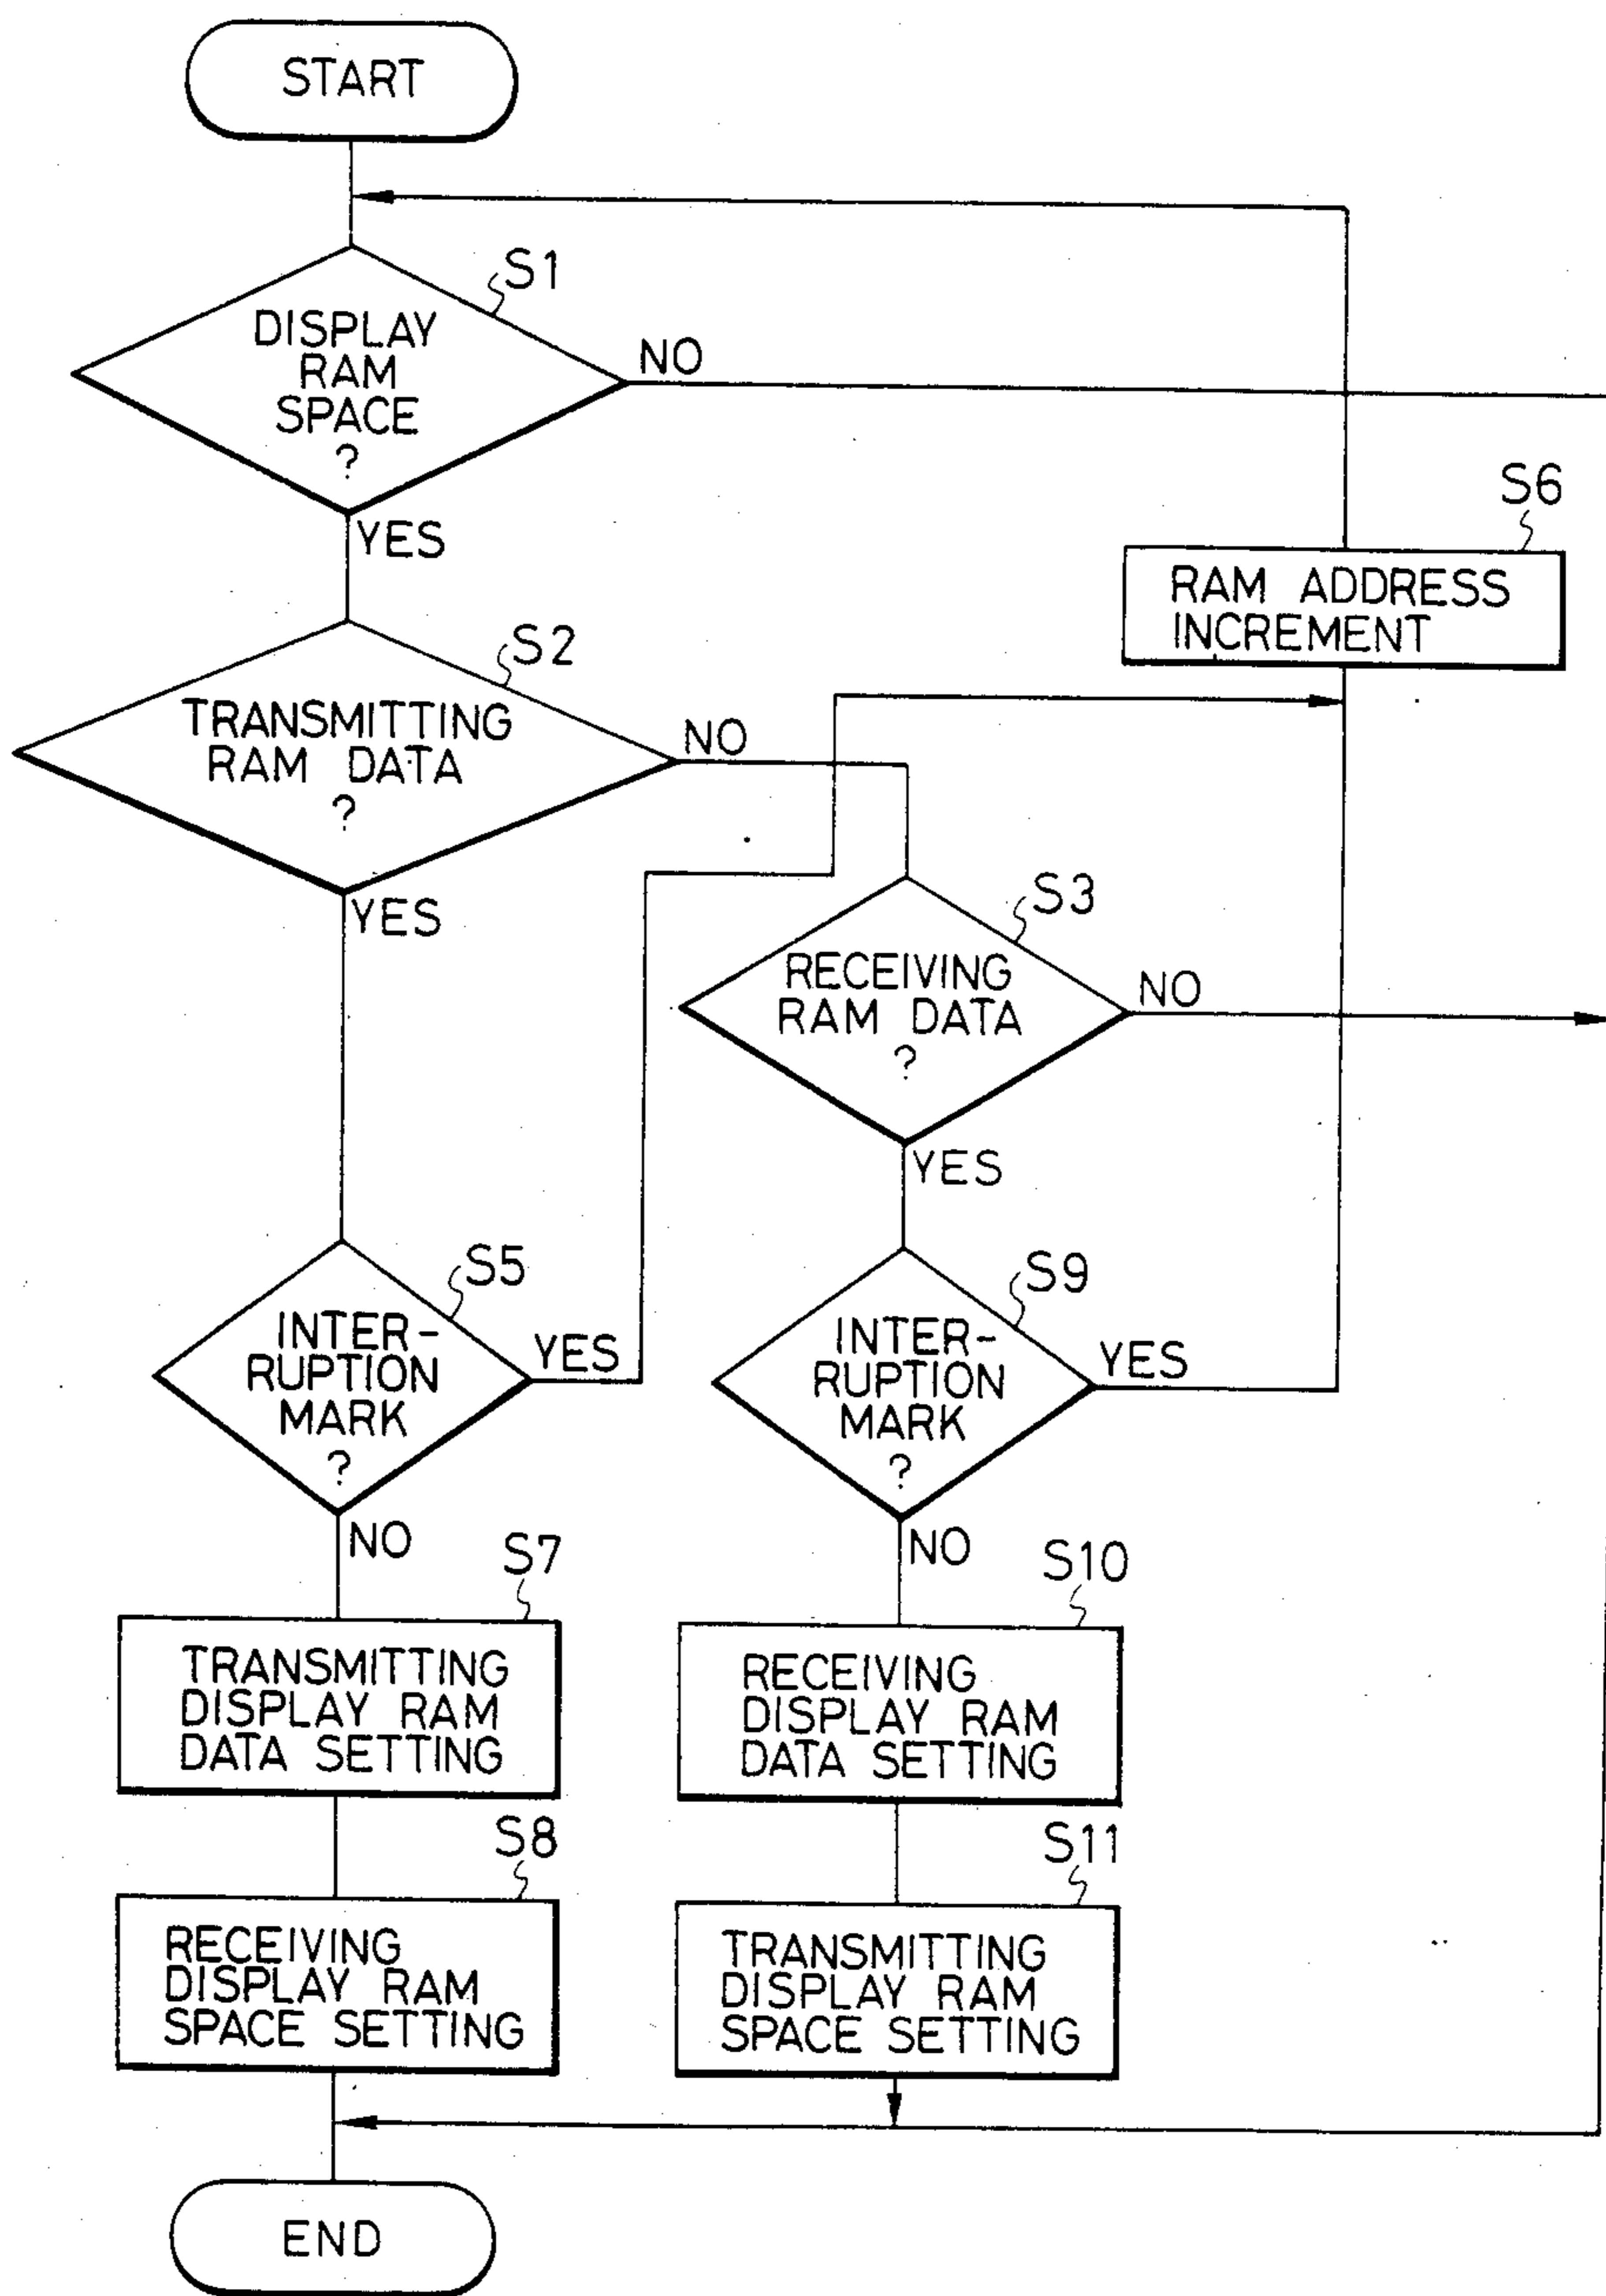 START
S1
DISPLAY
RAM
SPACE
?
NO
YES
S6
RAM ADDRESS
INCREMENT
S2
TRANSMITTING
RAM DATA
?
NO
YES
S3
RECEIVING
RAM DATA
?
NO
YES
S5
INTER-
RUPTION
MARK
?
YES
NO
S9
INTER-
RUPTION
MARK
?
YES
NO
S7
TRANSMITTING
DISPLAY RAM
DATA SETTING
S10
RECEIVING
DISPLAY RAM
DATA SETTING
S8
RECEIVING
DISPLAY RAM
SPACE SETTING
S11
TRANSMITTING
DISPLAY RAM
SPACE SETTING
END